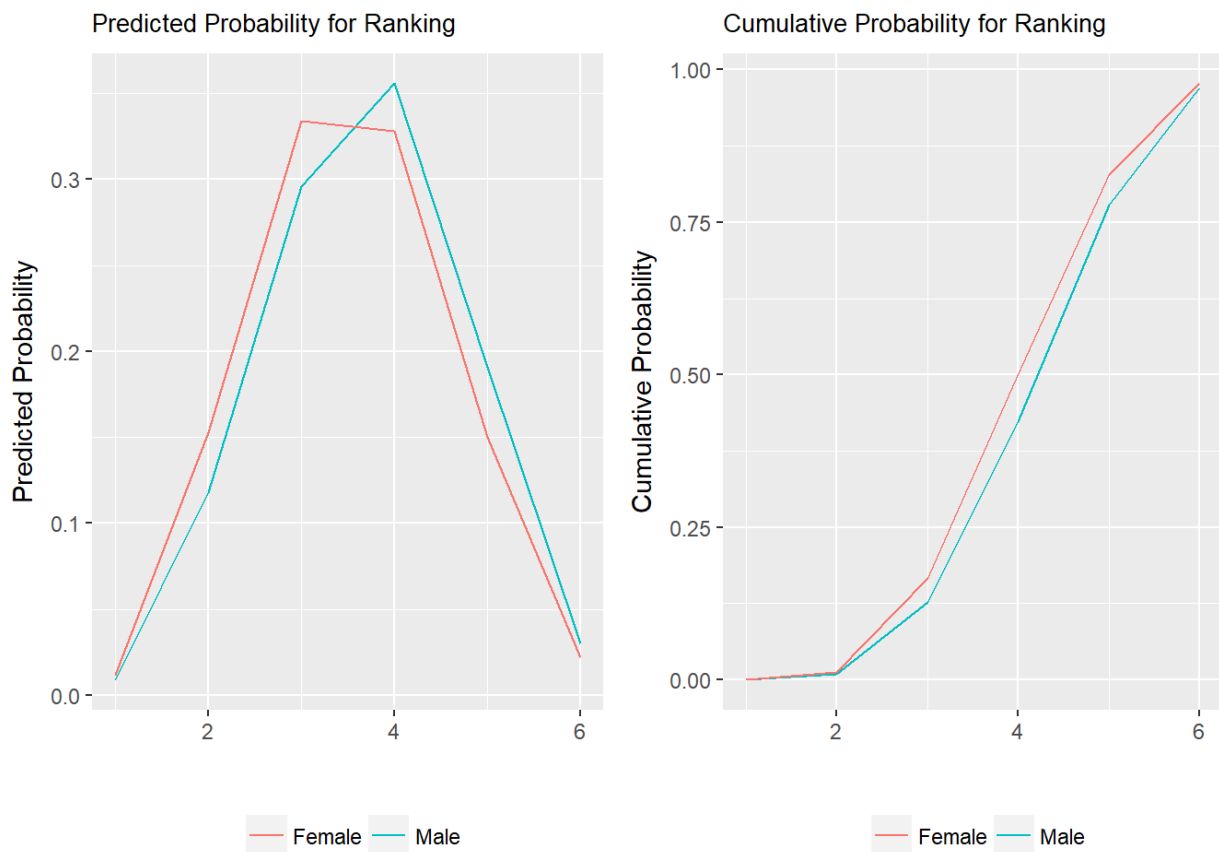 Predicted Probability for Ranking
Predicted Probability
0.3
0.2
0.1
0.0
2 4 6
Female Male
Cumulative Probability for Ranking
Cumulative Probability
1.00
0.75
0.50
0.25
0.00
2 4 6
Female Male